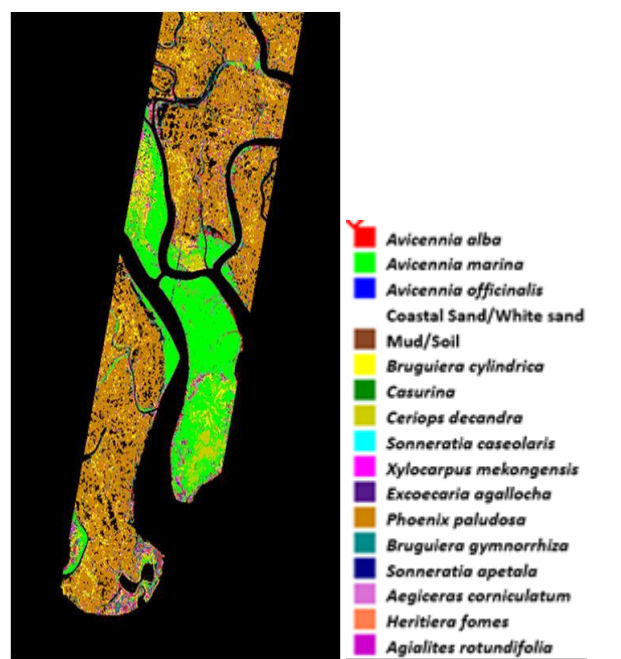 Avicennia alba
Avicennia marina
Avicennia officinalis
Coastal Sand/White sand
Mud/Soil
Bruguiera cylindrica
Casurina
Ceriops decandra
Sonneratia caseolaris
Xylocarpus mekongensis
Excoecaria agallocha
Phoenix paludosa
Bruguiera gymnorrhiza
Sonneratia apetala
Aegiceras corniculatum
Heritiera fomes
Agialites rotundifolia